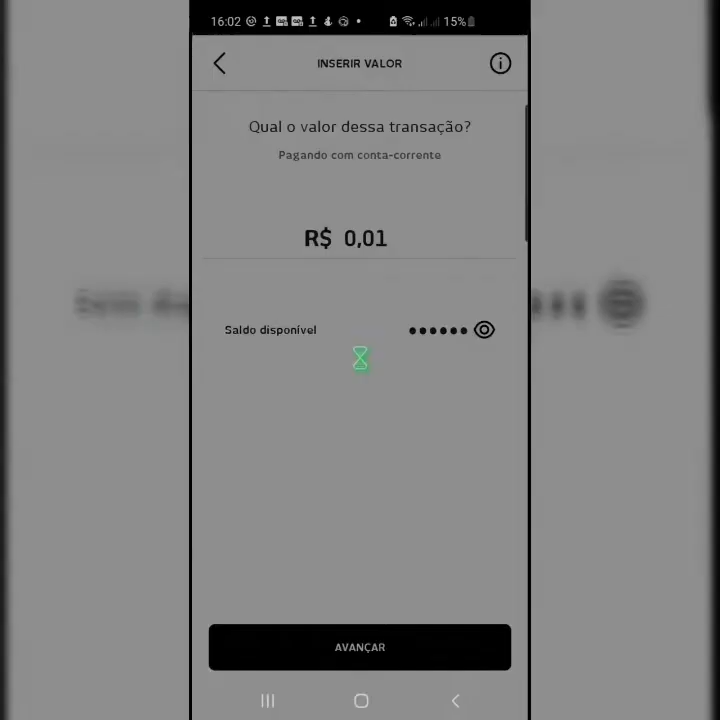 16:02 15%
INSERIR VALOR
Qual o valor dessa transação?
Pagando com conta-corrente
R$ 0,01
Saldo disponível ••••••
AVANÇAR